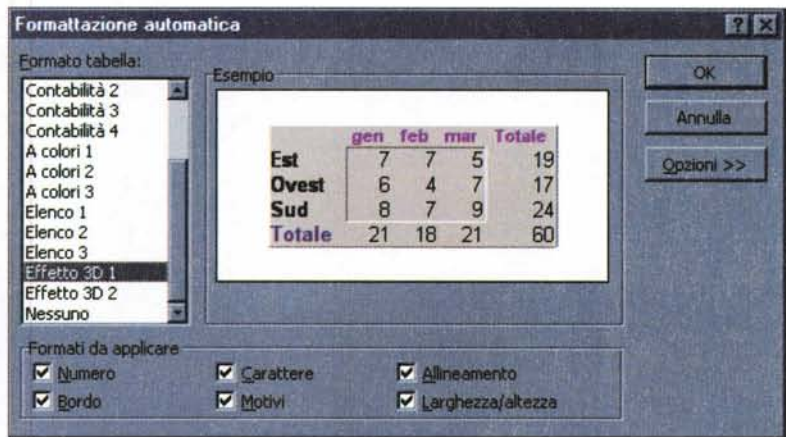 Formattazione automatica
Formato tabella:
Contabilità 2
Contabilità 3
Contabilità 4
A colori 1
A colori 2
A colori 3
Elenco 1
Elenco 2
Elenco 3
Effetto 3D 1
Effetto 3D 2
Nessuno
Esempio
gen feb mar Totale
Est 7 7 5 19
Ovest 6 4 7 17
Sud 8 7 9 24
Totale 21 18 21 60
OK
Annulla
Opzioni >>
Formati da applicare
Numero
Carattere
Allineamento
Bordo
Motivi
Larghezza/altezza